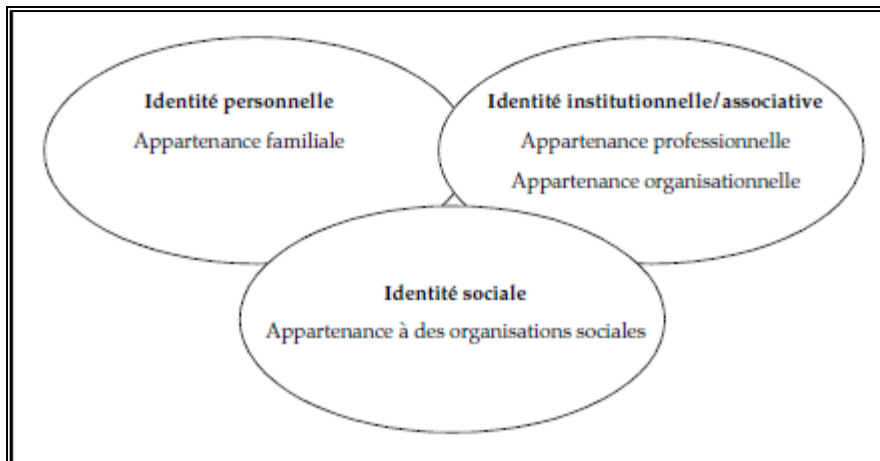 Identité personnelle
Appartenance familiale
Identité institutionnelle/associative
Appartenance professionnelle
Appartenance organisationnelle
Identité sociale
Appartenance à des organisations sociales